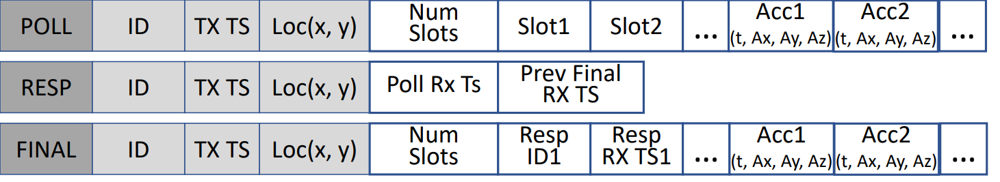 POLL ID TX TS Loc(x, y) Num Slots Slot1 Slot2 ... Acc1 (t, Ax, Ay, Az) Acc2 (t, Ax, Ay, Az) ...
RESP ID TX TS Loc(x, y) Poll Rx Ts Prev Final RX TS
FINAL ID TX TS Loc(x, y) Num Slots Resp ID1 Resp RX TS1 ... Acc1 (t, Ax, Ay, Az) Acc2 (t, Ax, Ay, Az) ...